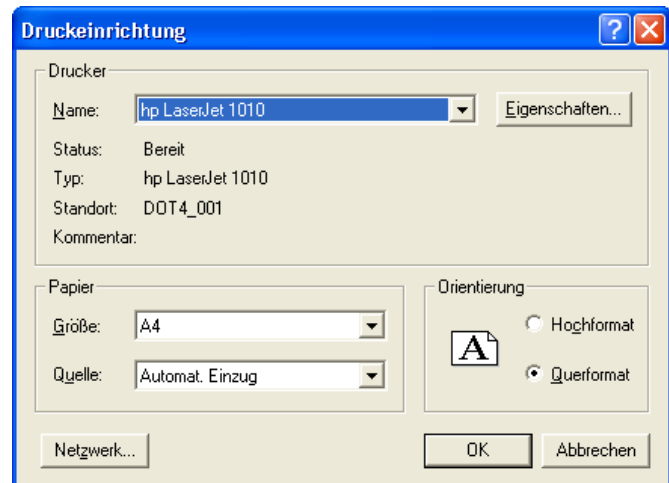 Druckeinrichtung
Drucker
Name: hp LaserJet 1010 Eigenschaften...
Status: Bereit
Typ: hp LaserJet 1010
Standort: DOT4_001
Kommentar:
Papier
Größe: A4
Quelle: Automat. Einzug
Orientierung
A
Hochformat
Querformat
Netzwerk... OK Abbrechen